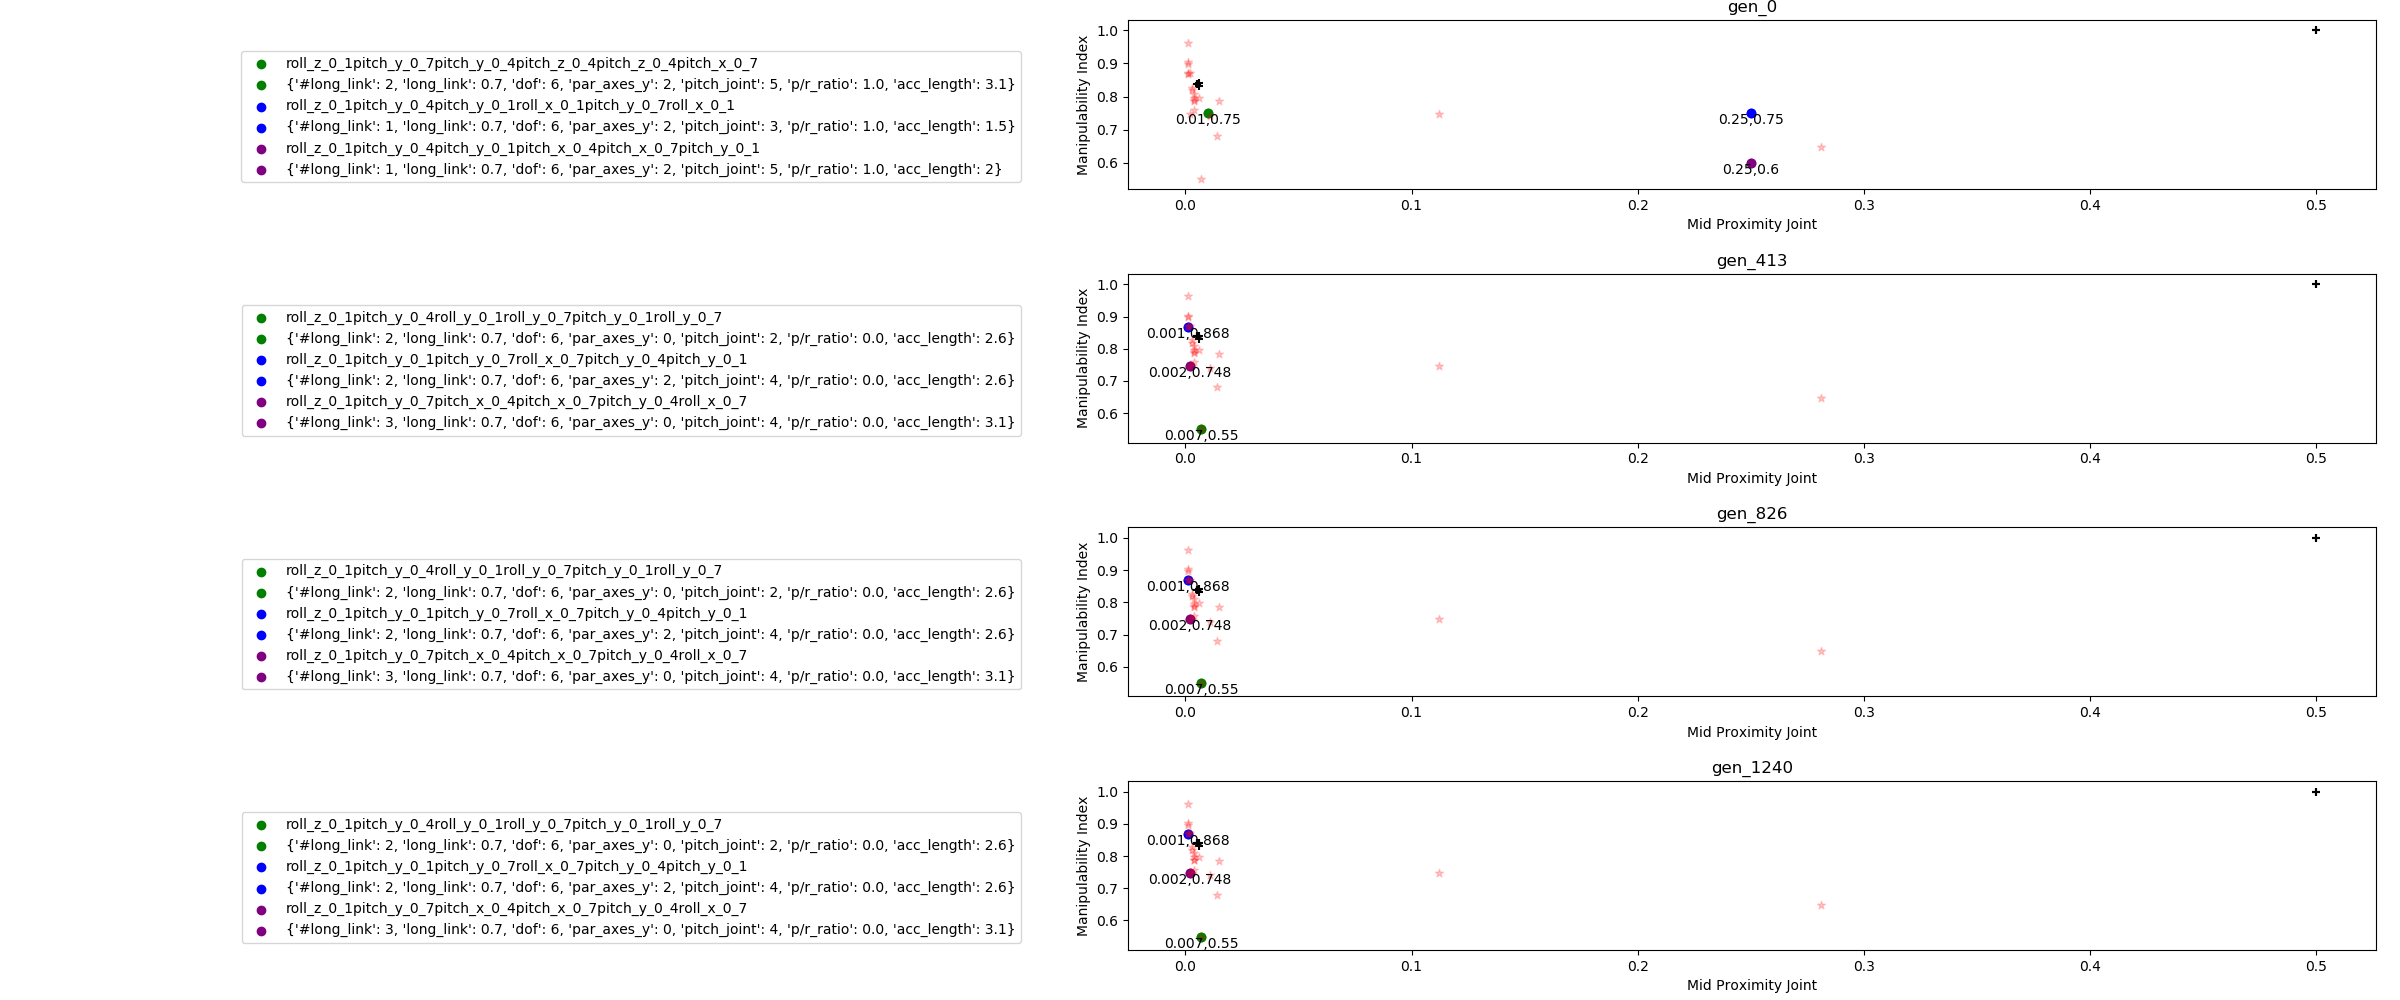 gen_0
roll_z_0_1pitch_y_0_7pitch_y_0_4pitch_z_0_4pitch_z_0_4pitch_x_0_7
{'#long_link': 2, 'long_link': 0.7, 'dof': 6, 'par_axes_y': 2, 'pitch_joint': 5, 'p/r_ratio': 1.0, 'acc_length': 3.1}
roll_z_0_1pitch_y_0_4pitch_y_0_1roll_x_0_1pitch_y_0_7roll_x_0_1
{'#long_link': 1, 'long_link': 0.7, 'dof': 6, 'par_axes_y': 2, 'pitch_joint': 3, 'p/r_ratio': 1.0, 'acc_length': 1.5}
roll_z_0_1pitch_y_0_4pitch_y_0_1pitch_x_0_4pitch_x_0_7pitch_y_0_1
{'#long_link': 1, 'long_link': 0.7, 'dof': 6, 'par_axes_y': 2, 'pitch_joint': 5, 'p/r_ratio': 1.0, 'acc_length': 2}
Manipulability Index
1.0
0.9
0.8
0.7
0.6
0.01,0.75
0.25,0.75
0.25,0.6
0.0 0.1 0.2 0.3 0.4 0.5
Mid Proximity Joint
gen_413
roll_z_0_1pitch_y_0_4roll_y_0_1roll_y_0_7pitch_y_0_1roll_y_0_7
{'#long_link': 2, 'long_link': 0.7, 'dof': 6, 'par_axes_y': 0, 'pitch_joint': 2, 'p/r_ratio': 0.0, 'acc_length': 2.6}
roll_z_0_1pitch_y_0_1pitch_y_0_7roll_x_0_7pitch_y_0_4pitch_y_0_1
{'#long_link': 2, 'long_link': 0.7, 'dof': 6, 'par_axes_y': 2, 'pitch_joint': 4, 'p/r_ratio': 0.0, 'acc_length': 2.6}
roll_z_0_1pitch_y_0_7pitch_x_0_4pitch_x_0_7pitch_y_0_4roll_x_0_7
{'#long_link': 3, 'long_link': 0.7, 'dof': 6, 'par_axes_y': 0, 'pitch_joint': 4, 'p/r_ratio': 0.0, 'acc_length': 3.1}
Manipulability Index
1.0
0.9
0.8
0.7
0.6
0.001,0.868
0.002,0.748
0.007,0.55
0.0 0.1 0.2 0.3 0.4 0.5
Mid Proximity Joint
gen_826
roll_z_0_1pitch_y_0_4roll_y_0_1roll_y_0_7pitch_y_0_1roll_y_0_7
{'#long_link': 2, 'long_link': 0.7, 'dof': 6, 'par_axes_y': 0, 'pitch_joint': 2, 'p/r_ratio': 0.0, 'acc_length': 2.6}
roll_z_0_1pitch_y_0_1pitch_y_0_7roll_x_0_7pitch_y_0_4pitch_y_0_1
{'#long_link': 2, 'long_link': 0.7, 'dof': 6, 'par_axes_y': 2, 'pitch_joint': 4, 'p/r_ratio': 0.0, 'acc_length': 2.6}
roll_z_0_1pitch_y_0_7pitch_x_0_4pitch_x_0_7pitch_y_0_4roll_x_0_7
{'#long_link': 3, 'long_link': 0.7, 'dof': 6, 'par_axes_y': 0, 'pitch_joint': 4, 'p/r_ratio': 0.0, 'acc_length': 3.1}
Manipulability Index
1.0
0.9
0.8
0.7
0.6
0.001,0.868
0.002,0.748
0.007,0.55
0.0 0.1 0.2 0.3 0.4 0.5
Mid Proximity Joint
gen_1240
roll_z_0_1pitch_y_0_4roll_y_0_1roll_y_0_7pitch_y_0_1roll_y_0_7
{'#long_link': 2, 'long_link': 0.7, 'dof': 6, 'par_axes_y': 0, 'pitch_joint': 2, 'p/r_ratio': 0.0, 'acc_length': 2.6}
roll_z_0_1pitch_y_0_1pitch_y_0_7roll_x_0_7pitch_y_0_4pitch_y_0_1
{'#long_link': 2, 'long_link': 0.7, 'dof': 6, 'par_axes_y': 2, 'pitch_joint': 4, 'p/r_ratio': 0.0, 'acc_length': 2.6}
roll_z_0_1pitch_y_0_7pitch_x_0_4pitch_x_0_7pitch_y_0_4roll_x_0_7
{'#long_link': 3, 'long_link': 0.7, 'dof': 6, 'par_axes_y': 0, 'pitch_joint': 4, 'p/r_ratio': 0.0, 'acc_length': 3.1}
Manipulability Index
1.0
0.9
0.8
0.7
0.6
0.001,0.868
0.002,0.748
0.007,0.55
0.0 0.1 0.2 0.3 0.4 0.5
Mid Proximity Joint